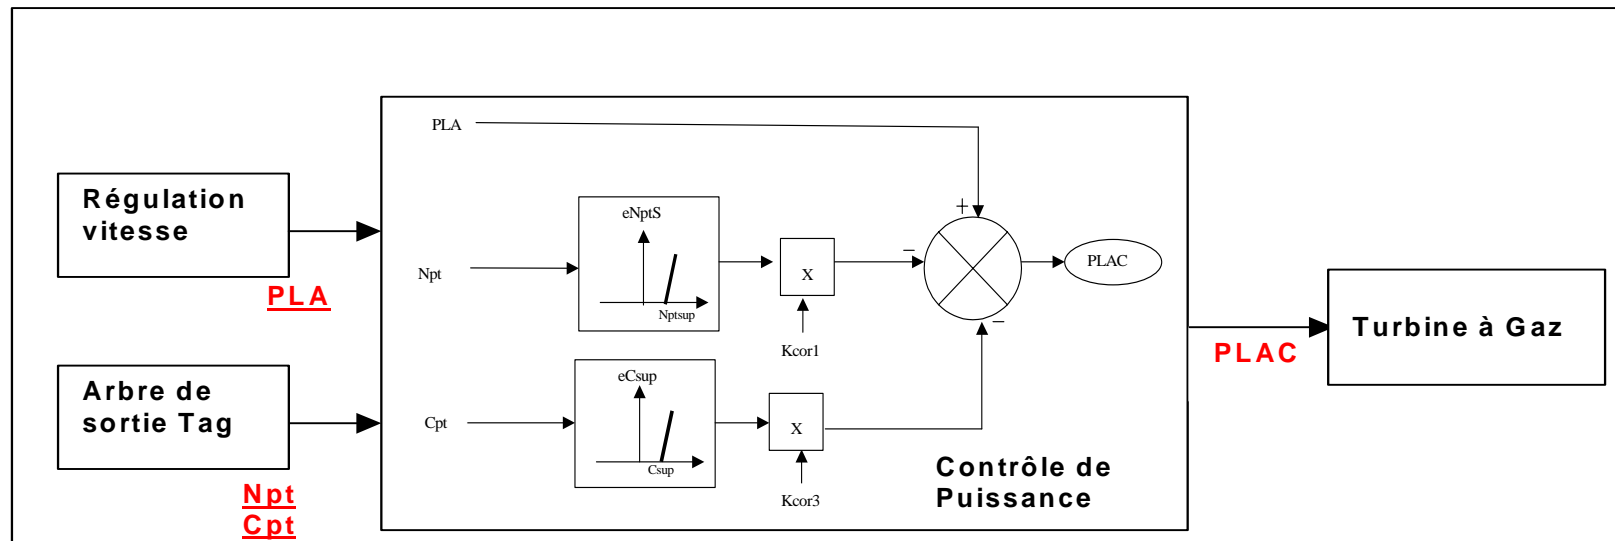 PLA
Régulation
vitesse
PLA
eNptS
Nptsup
Npt
X
Kcor1
+
–
–
PLAC
Turbine à Gaz
PLAC
Arbre de
sortie Tag
Npt
Cpt
eCsup
Csup
Cpt
X
Kcor3
Contrôle de
Puissance